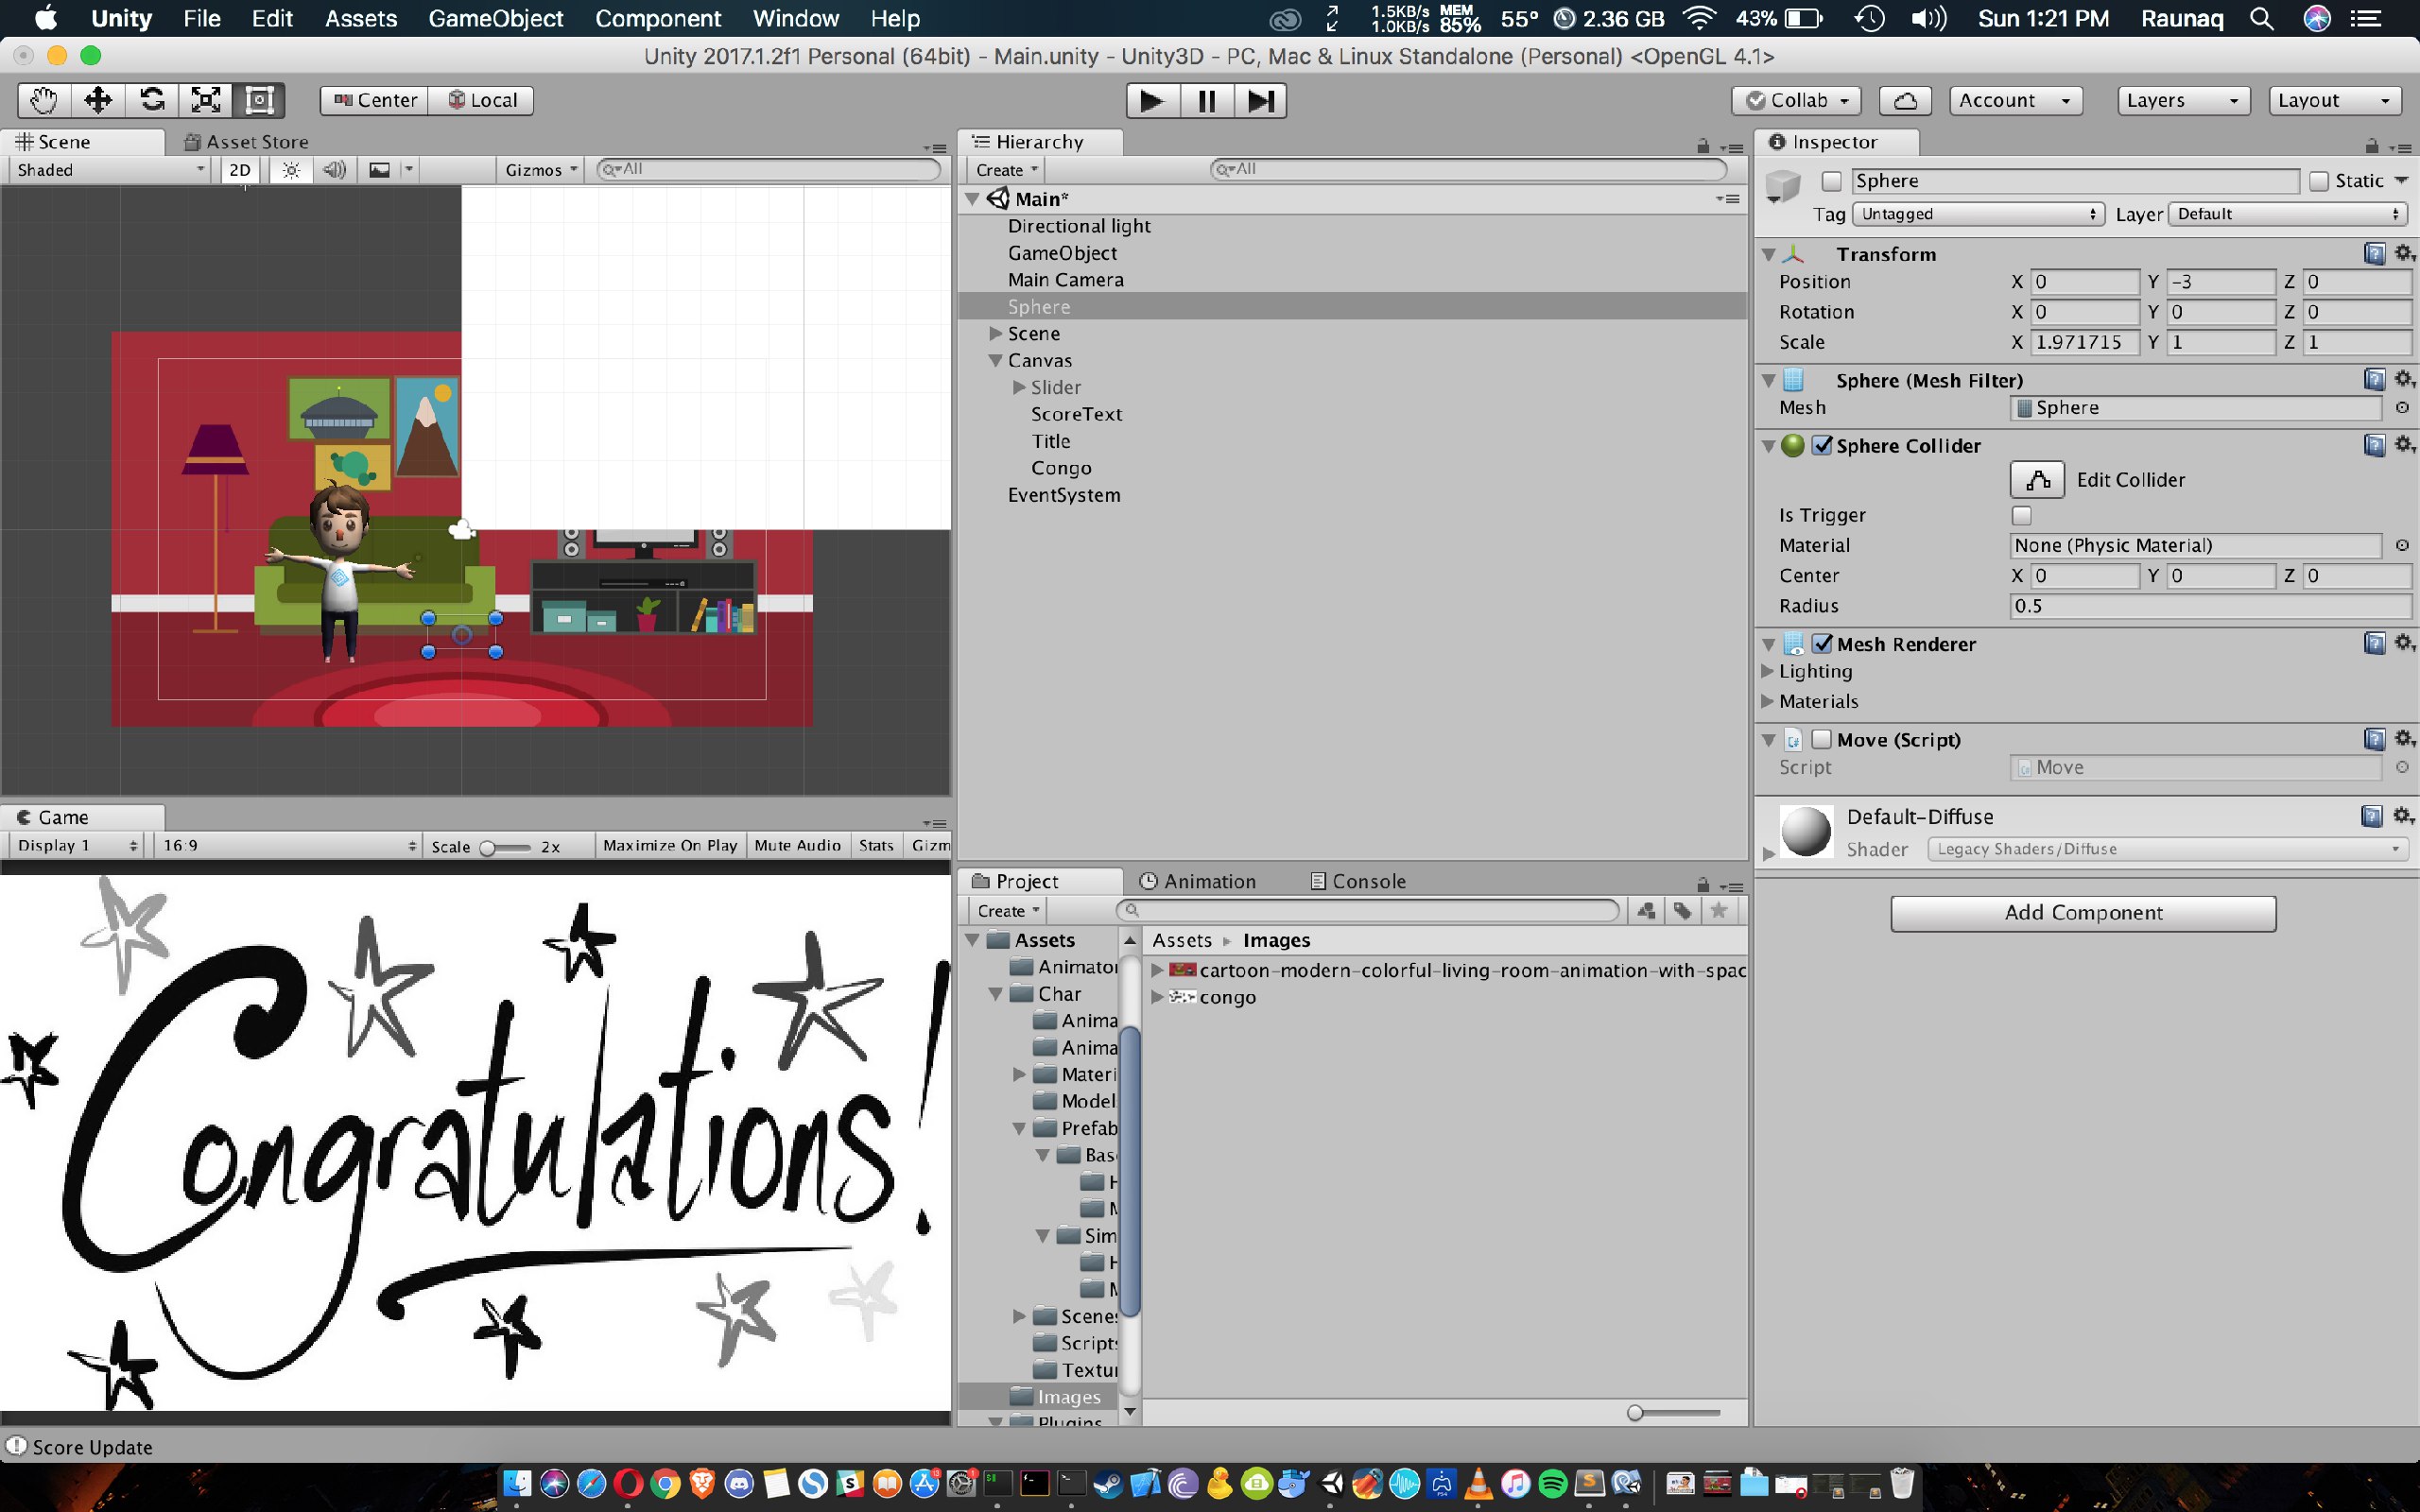 Unity File Edit Assets GameObject Component Window Help
1.5KB/s
1.0KB/s
MEM
85%
55° 2.36 GB 43% Sun 1:21 PM Raunaq
Unity 2017.1.2f1 Personal (64bit) - Main.unity - Unity3D - PC, Mac & Linux Standalone (Personal) <OpenGL 4.1>
Center Local
Collab Account Layers Layout
Scene Asset Store
Shaded 2D Gizmos All
Hierarchy
Create All
Main*
Directional light
GameObject
Main Camera
Sphere
Scene
Canvas
Slider
ScoreText
Title
Congo
EventSystem
Inspector
Sphere Static
Tag Untagged Layer Default
Transform
Position X 0 Y -3 Z 0
Rotation X 0 Y 0 Z 0
Scale X 1.971715 Y 1 Z 1
Sphere (Mesh Filter)
Mesh Sphere
Sphere Collider
Edit Collider
Is Trigger
Material None (Physic Material)
Center X 0 Y 0 Z 0
Radius 0.5
Mesh Renderer
Lighting
Materials
Move (Script)
Script Move
Default-Diffuse
Shader Legacy Shaders/Diffuse
Add Component
Game
Display 1 16:9 Scale 2x Maximize On Play Mute Audio Stats Gizm
Congratulations!
Project Animation Console
Create
Assets
Animator
Char
Anima
Anima
Materi
Model
Prefab
Bas
H
M
Sim
H
M
Scenes
Scripts
Textur
Images
Plugins
Assets Images
cartoon-modern-colorful-living-room-animation-with-spac
congo
Score Update